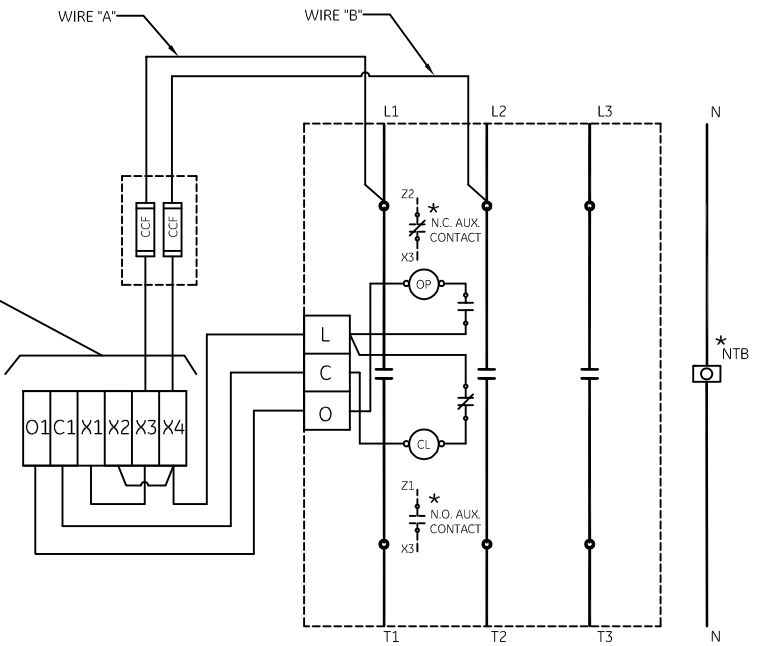 WIRE "A"
WIRE "B"
L1
L2
L3
N
CCF
CCF
Z2
*
N.C. AUX.
CONTACT
X3
OP
L
C
O
*
NTB
O1
C1
X1
X2
X3
X4
CL
Z1
*
N.O. AUX.
CONTACT
X3
T1
T2
T3
N